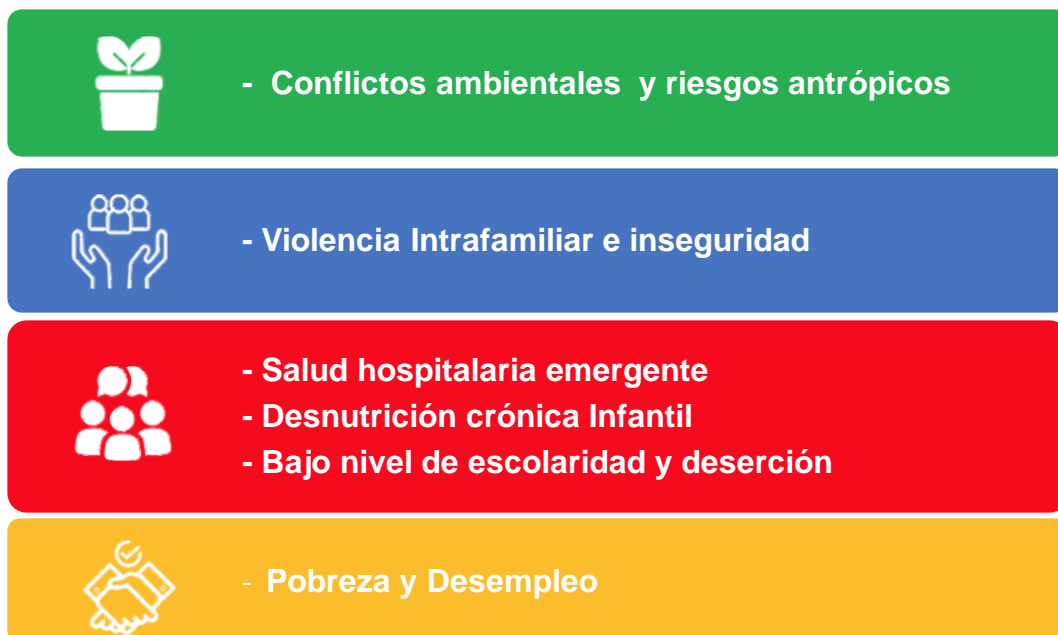 - Conflictos ambientales y riesgos antrópicos
- Violencia Intrafamiliar e inseguridad
- Salud hospitalaria emergente
- Desnutrición crónica Infantil
- Bajo nivel de escolaridad y deserción
- Pobreza y Desempleo